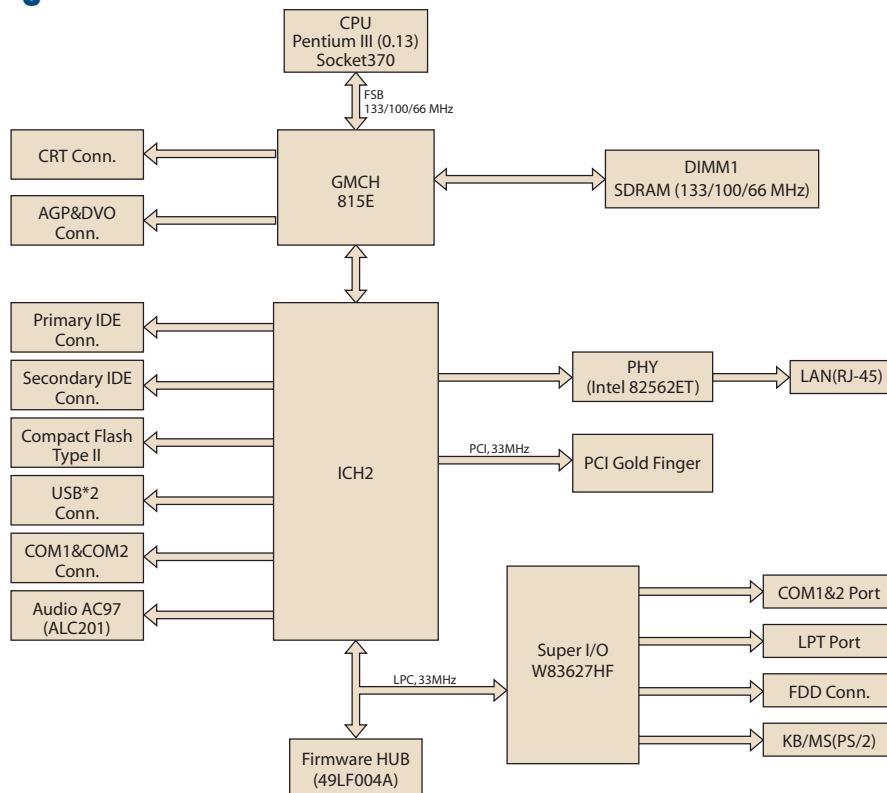 CPU
Pentium III (0.13)
Socket370
FSB
133/100/66 MHz
CRT Conn.
GMCH
815E
DIMM1
SDRAM (133/100/66 MHz)
AGP&DVO
Conn.
Primary IDE
Conn.
Secondary IDE
Conn.
Compact Flash
Type II
USB*2
Conn.
COM1&COM2
Conn.
Audio AC97
(ALC201)
ICH2
PHY
(Intel 82562ET)
LAN(RJ-45)
PCI, 33MHz
PCI Gold Finger
Super I/O
W83627HF
COM1&2 Port
LPT Port
FDD Conn.
KB/MS(PS/2)
LPC, 33MHz
Firmware HUB
(49LF004A)